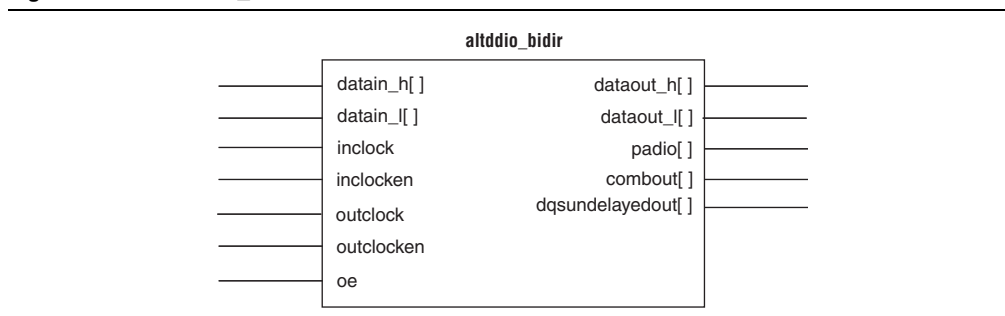 altddio_bidir
datain_h[ ]
datain_l[ ]
inclock
inclocken
outclock
outclocken
oe
dataout_h[ ]
dataout_l[ ]
padio[ ]
combout[ ]
dqsundelayedout[ ]